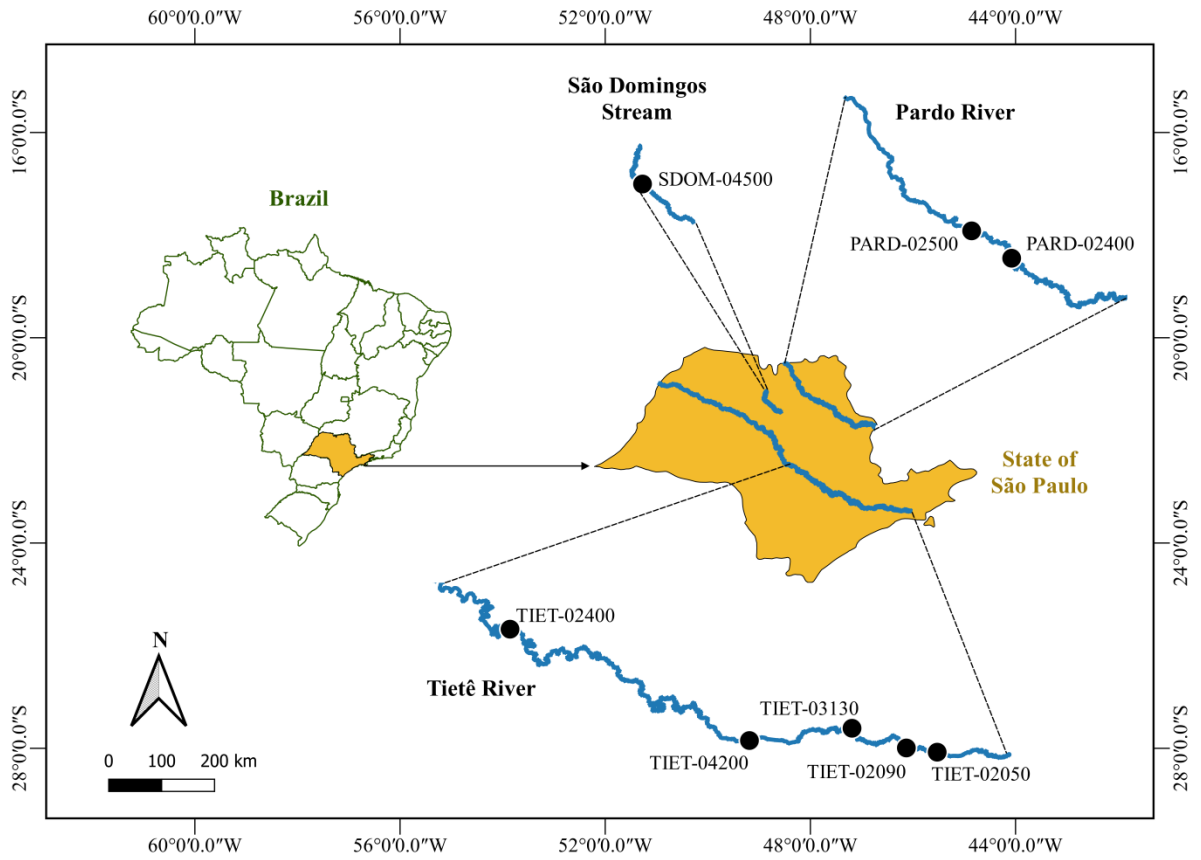 60°0'0.0"W 56°0'0.0"W 52°0'0.0"W 48°0'0.0"W 44°0'0.0"W
São Domingos
Stream
Pardo River
16°0'0.0"S
16°0'0.0"S
SDOM-04500
Brazil
PARD-02500
PARD-02400
20°0'0.0"S
20°0'0.0"S
State of
São Paulo
24°0'0.0"S
24°0'0.0"S
TIET-02400
N
Tietê River
TIET-03130
28°0'0.0"S
28°0'0.0"S
TIET-04200
TIET-02090
TIET-02050
0 100 200 km
60°0'0.0"W 56°0'0.0"W 52°0'0.0"W 48°0'0.0"W 44°0'0.0"W